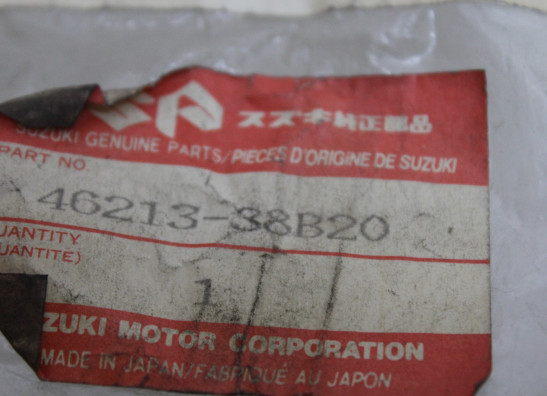 スズキ純正部品
SUZUKI GENUINE PARTS/PIECES D'ORIGINE DE SUZUKI
PART NO.
46213-38B20
UANTITY
UANTITE)
1
ZUKI MOTOR CORPORATION
MADE IN JAPAN/FABRIQUÉ AU JAPON